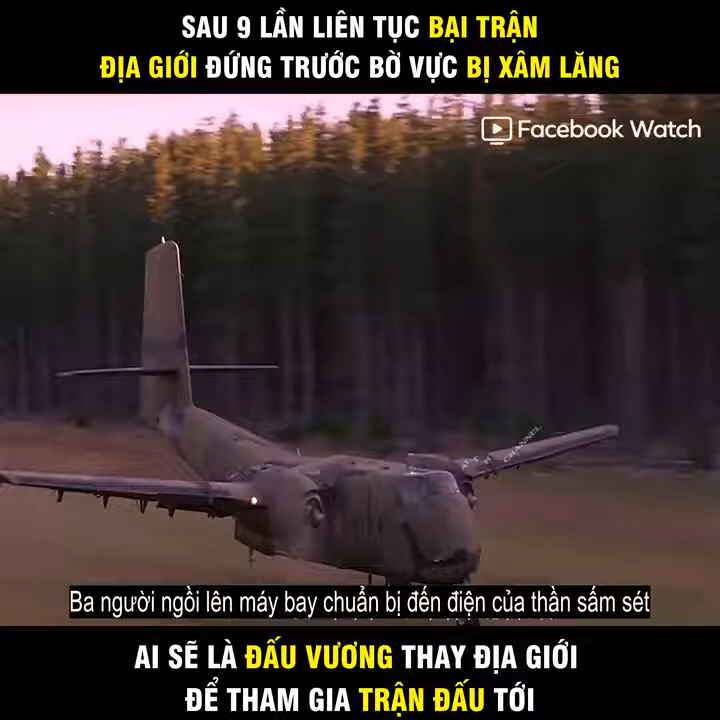 SAU 9 LẦN LIÊN TỤC BẠI TRẬN
ĐỊA GIỚI ĐỨNG TRƯỚC BỜ VỰC BỊ XÂM LĂNG
Facebook Watch
CHANNEL
Ba người ngồi lên máy bay chuẩn bị đến điện của thần sấm sét
AI SẼ LÀ ĐẤU VƯƠNG THAY ĐỊA GIỚI
ĐỂ THAM GIA TRẬN ĐẤU TỚI